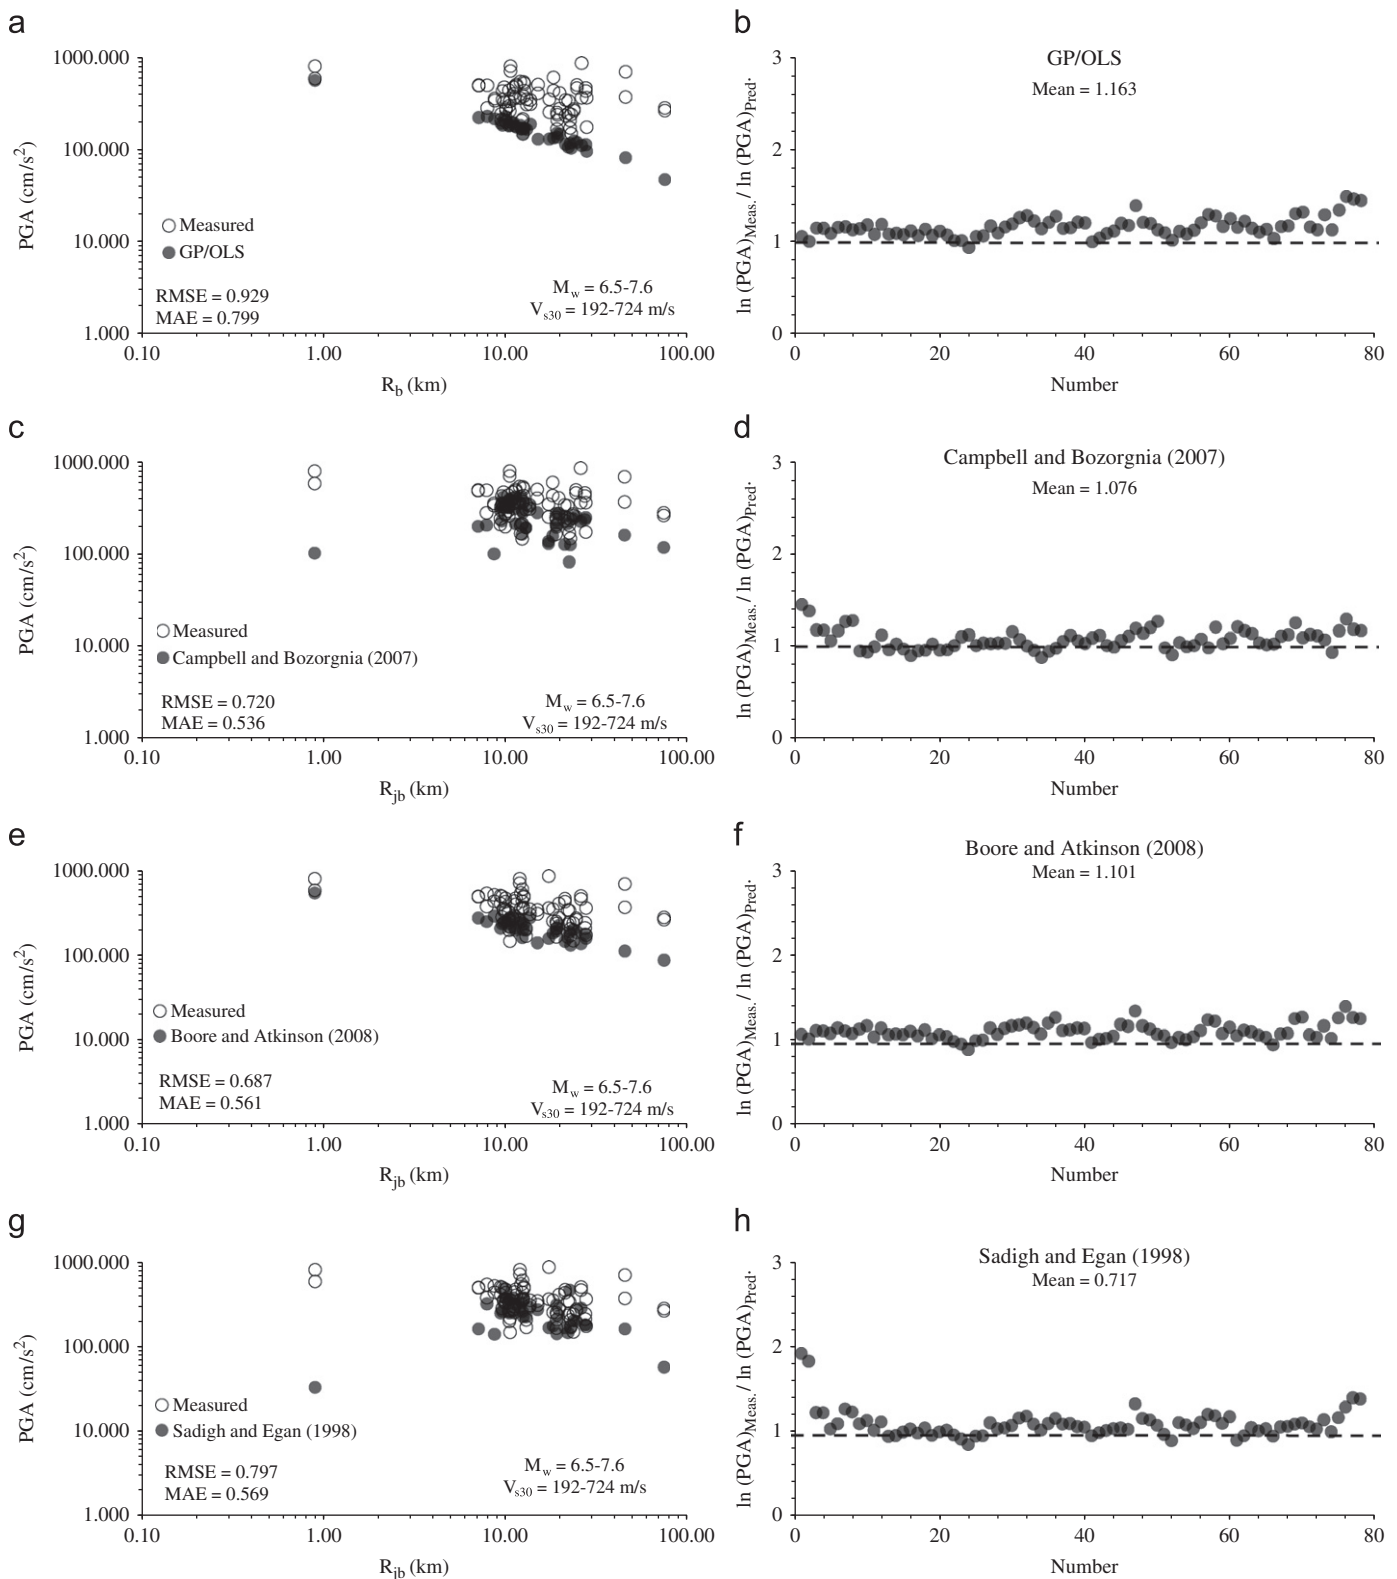 a
1000.000
100.000
10.000
1.000
PGA (cm/s²)
Measured
GP/OLS
RMSE = 0.929
MAE = 0.799
Mw = 6.5-7.6
Vs30 = 192-724 m/s
0.10 1.00 10.00 100.00
Rb (km)
b
3
2
1
0
ln (PGA)Meas./ ln (PGA)Pred.
GP/OLS
Mean = 1.163
0 20 40 60 80
Number
c
1000.000
100.000
10.000
1.000
PGA (cm/s²)
Measured
Campbell and Bozorgnia (2007)
RMSE = 0.720
MAE = 0.536
Mw = 6.5-7.6
Vs30 = 192-724 m/s
0.10 1.00 10.00 100.00
Rjb (km)
d
3
2
1
0
ln (PGA)Meas./ ln (PGA)Pred.
Campbell and Bozorgnia (2007)
Mean = 1.076
0 20 40 60 80
Number
e
1000.000
100.000
10.000
1.000
PGA (cm/s²)
Measured
Boore and Atkinson (2008)
RMSE = 0.687
MAE = 0.561
Mw = 6.5-7.6
Vs30 = 192-724 m/s
0.10 1.00 10.00 100.00
Rjb (km)
f
3
2
1
0
ln (PGA)Meas./ ln (PGA)Pred.
Boore and Atkinson (2008)
Mean = 1.101
0 20 40 60 80
Number
g
1000.000
100.000
10.000
1.000
PGA (cm/s²)
Measured
Sadigh and Egan (1998)
RMSE = 0.797
MAE = 0.569
Mw = 6.5-7.6
Vs30 = 192-724 m/s
0.10 1.00 10.00 100.00
Rjb (km)
h
3
2
1
0
ln (PGA)Meas./ ln (PGA)Pred.
Sadigh and Egan (1998)
Mean = 0.717
0 20 40 60 80
Number